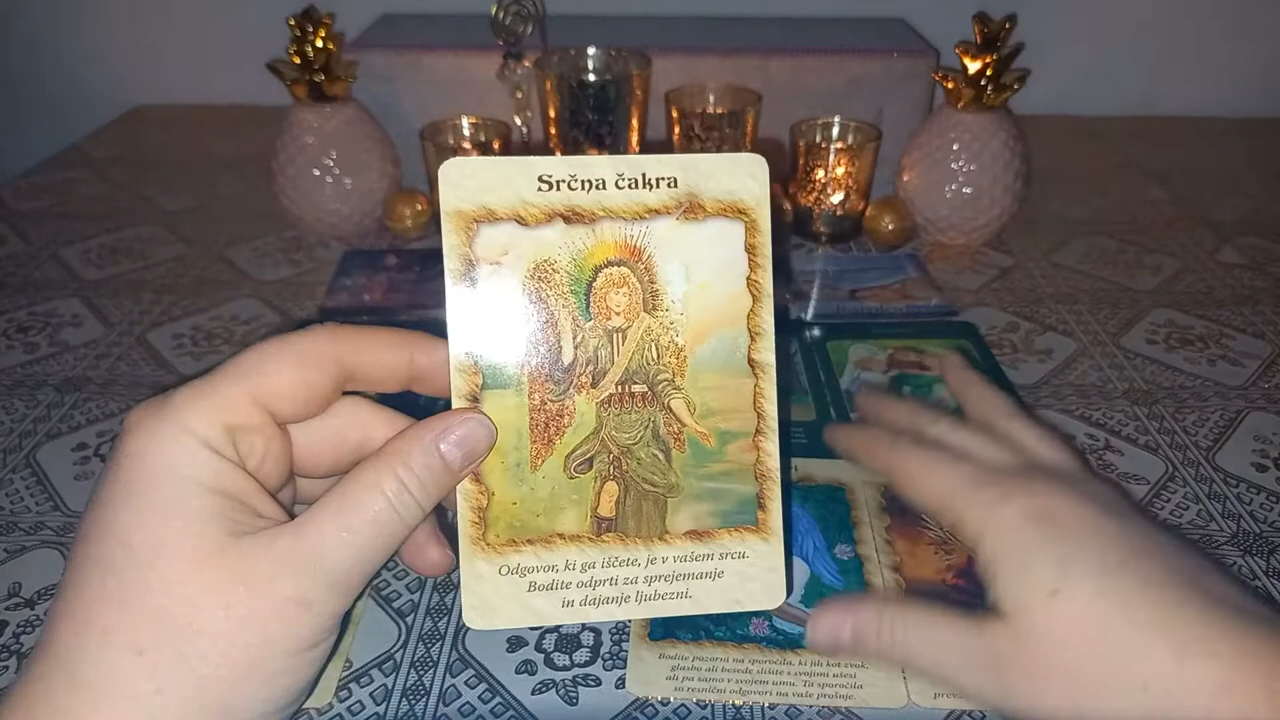 Srčna čakra
Odgovor, ki ga iščete, je v vašem srcu.
Bodite odprti za sprejemanje
in dajanje ljubezni.
Bodite pozorni na sporočila, ki jih kot zvok,
glasbo ali besede slišite s svojimi ušesi
ali pa samo v svojem umu. Ta sporočila
so resnični odgovori na vaše prošnje.